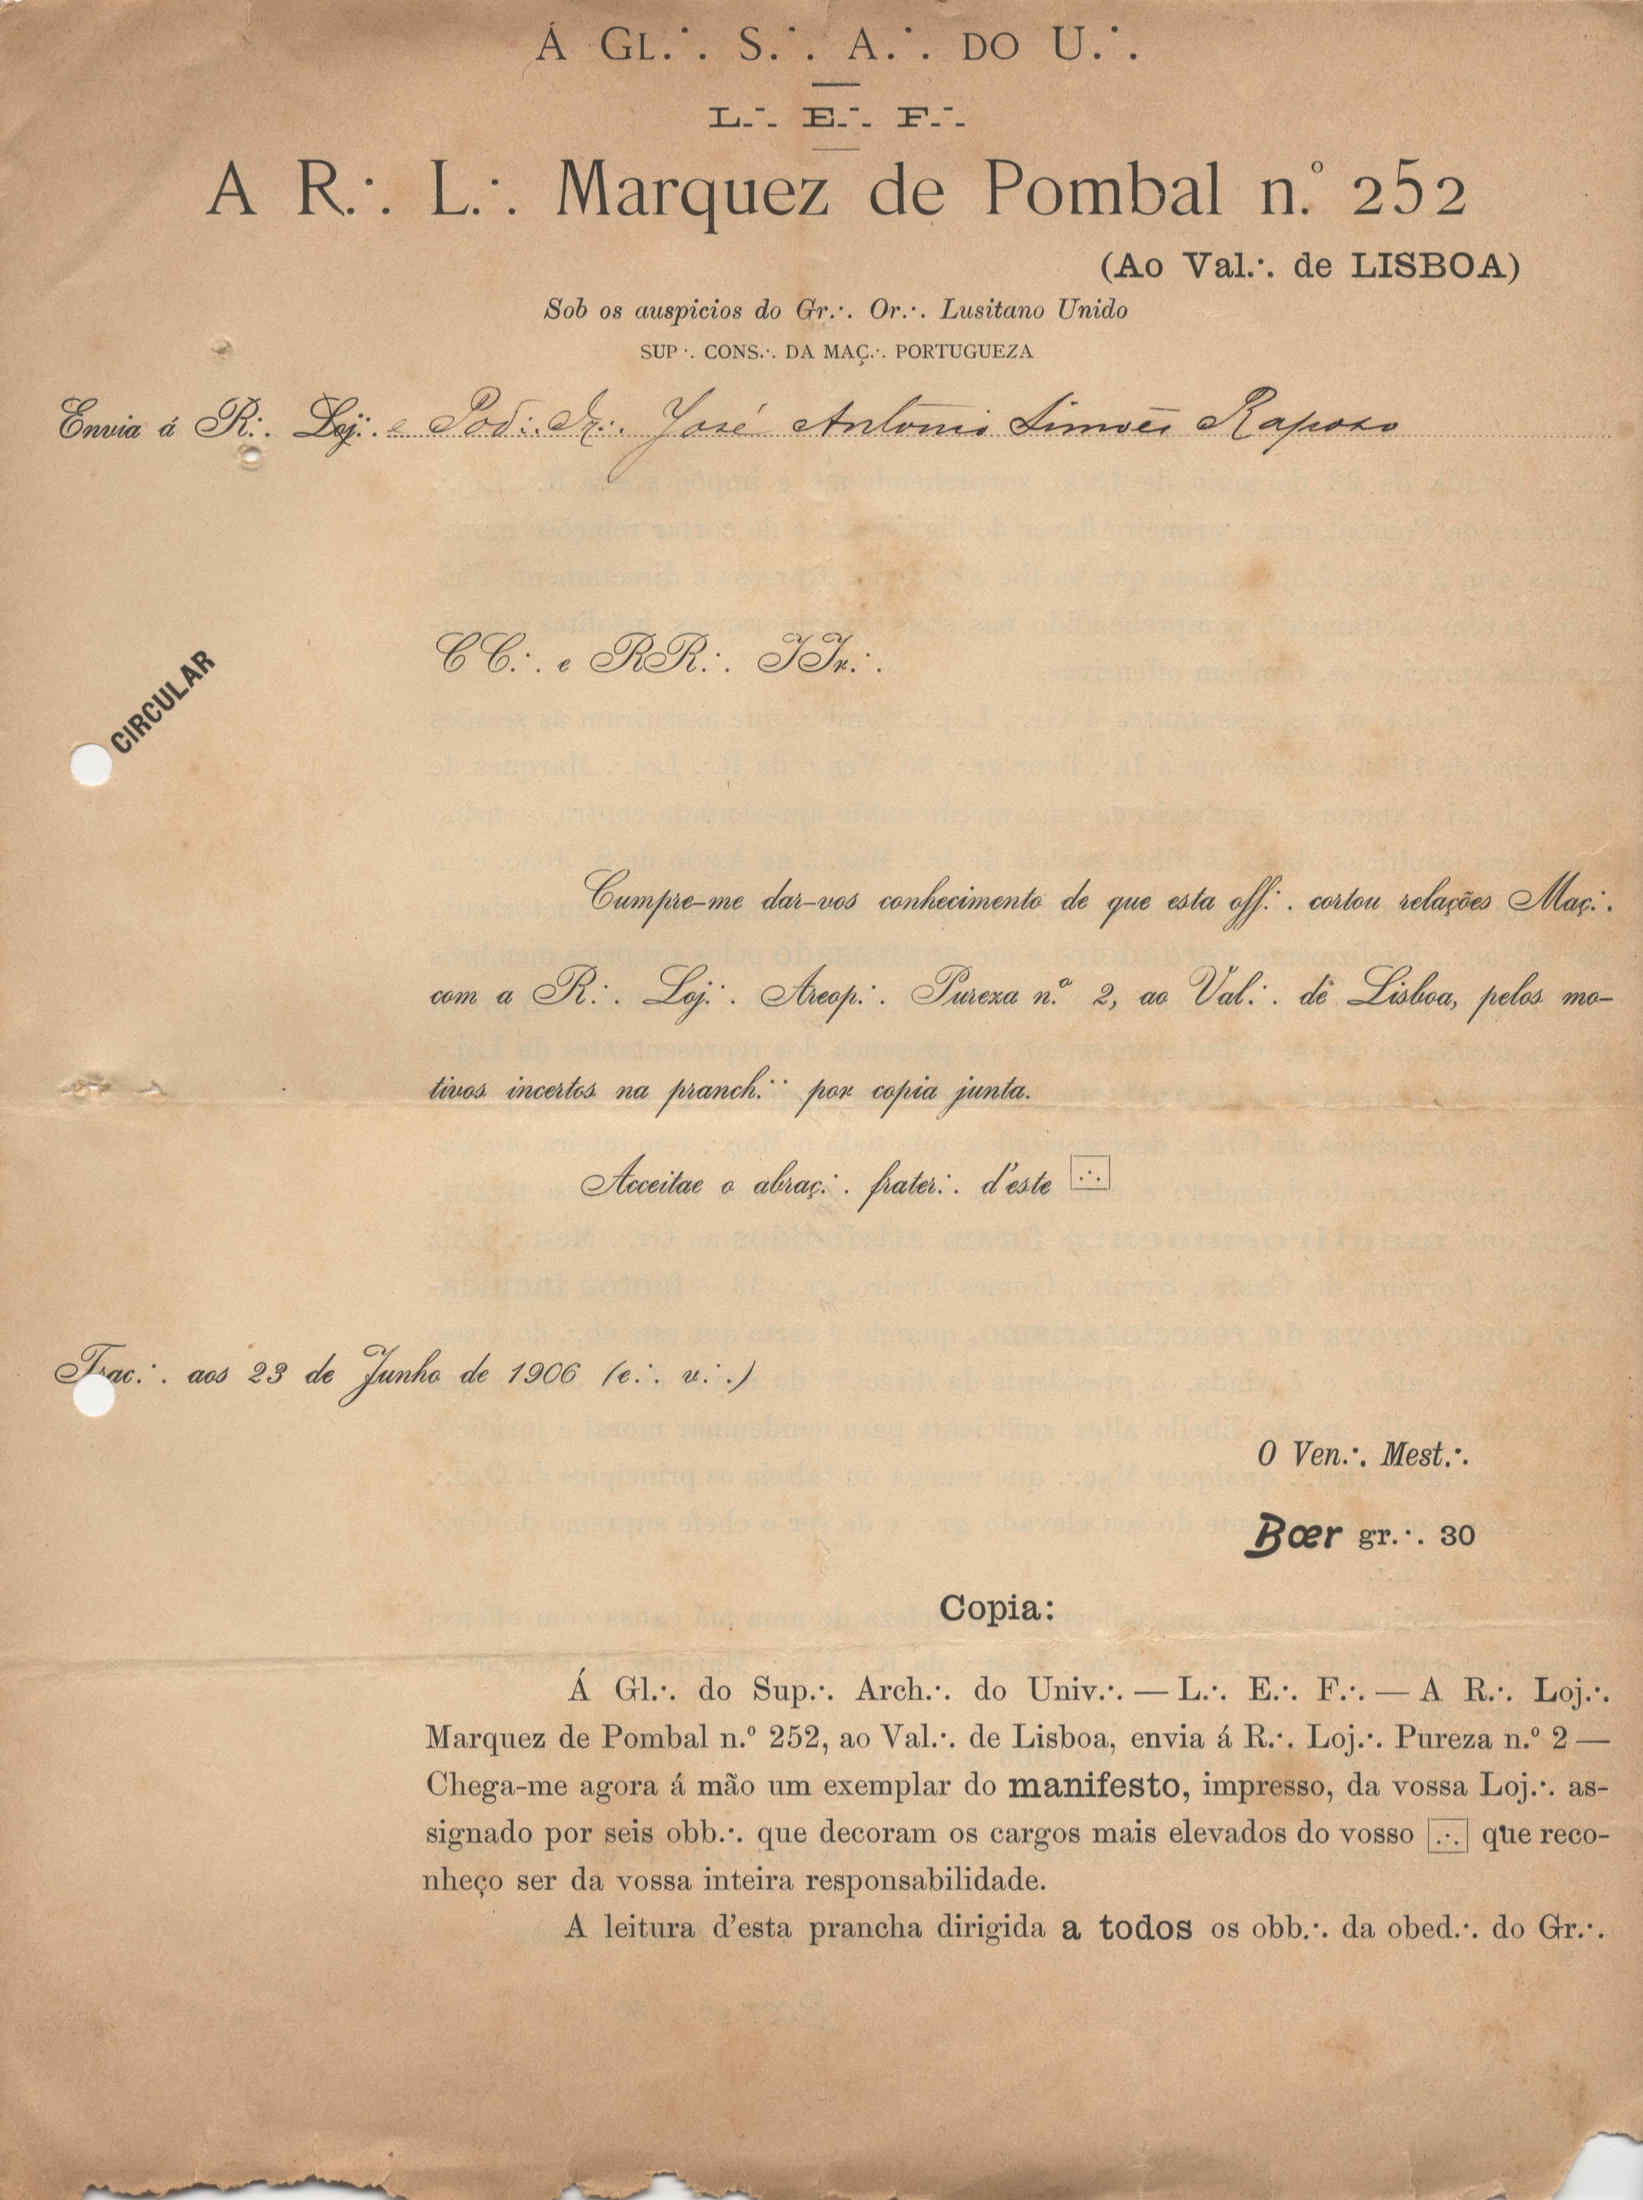 Á GL.∴ S.∴ A.∴ DO U.∴
L.∴ E.∴ F.∴
A R.∴ L.∴ Marquez de Pombal n.º 252
(Ao Val.∴ de LISBOA)
Sob os auspicios do Gr.∴ Or.∴ Lusitano Unido
SUP∴ CONS.∴ DA MAÇ.∴ PORTUGUEZA
Envia á R.∴ Loj.∴ e Pod.∴ Ir.∴ José Antonio Simões Raposo
CIRCULAR
CC.∴ e RR.∴ IIr.∴
Cumpre-me dar-vos conhecimento de que esta off.∴ cortou relações Maç.∴
com a R.∴ Loj.∴ Areop.∴ Pureza n.º 2, ao Val.∴ de Lisboa, pelos mo-
tivos incertos na pranch.∴ por copia junta.
Acceitae o abraç.∴ frater.∴ d'este [∴]
Trac.∴ aos 23 de Junho de 1906 (e.∴ v.∴)
O Ven.∴ Mest.∴
Bœr gr.∴ 30
Copia:
Á Gl.∴ do Sup.∴ Arch.∴ do Univ.∴ — L.∴ E.∴ F.∴ — A R.∴ Loj.∴
Marquez de Pombal n.º 252, ao Val.∴ de Lisboa, envia á R.∴ Loj.∴ Pureza n.º 2 —
Chega-me agora á mão um exemplar do manifesto, impresso, da vossa Loj.∴ as-
signado por seis obb.∴ que decoram os cargos mais elevados do vosso [∴] que reco-
nheço ser da vossa inteira responsabilidade.
A leitura d'esta prancha dirigida a todos os obb.∴ da obed.∴ do Gr.∴